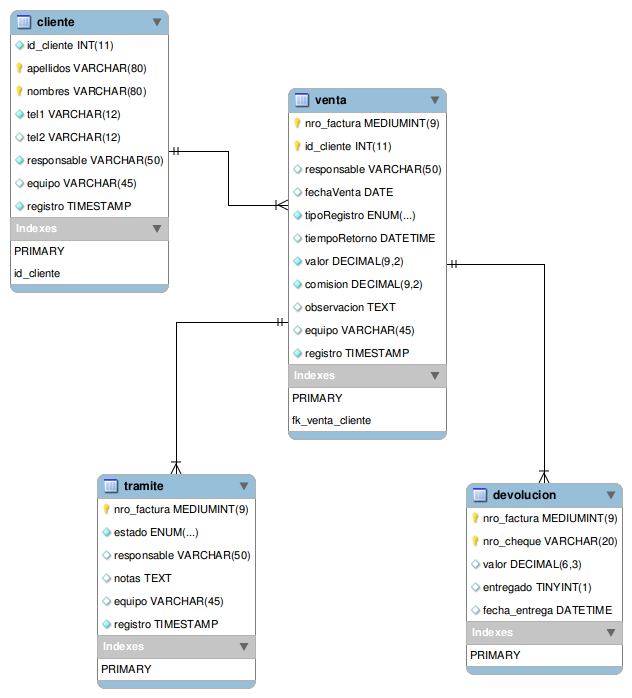 cliente
id_cliente INT(11)
apellidos VARCHAR(80)
nombres VARCHAR(80)
tel1 VARCHAR(12)
tel2 VARCHAR(12)
responsable VARCHAR(50)
equipo VARCHAR(45)
registro TIMESTAMP
Indexes
PRIMARY
id_cliente
venta
nro_factura MEDIUMINT(9)
id_cliente INT(11)
responsable VARCHAR(50)
fechaVenta DATE
tipoRegistro ENUM(...)
tiempoRetorno DATETIME
valor DECIMAL(9,2)
comision DECIMAL(9,2)
observacion TEXT
equipo VARCHAR(45)
registro TIMESTAMP
Indexes
PRIMARY
fk_venta_cliente
tramite
nro_factura MEDIUMINT(9)
estado ENUM(...)
responsable VARCHAR(50)
notas TEXT
equipo VARCHAR(45)
registro TIMESTAMP
Indexes
PRIMARY
devolucion
nro_factura MEDIUMINT(9)
nro_cheque VARCHAR(20)
valor DECIMAL(6,3)
entregado TINYINT(1)
fecha_entrega DATETIME
Indexes
PRIMARY